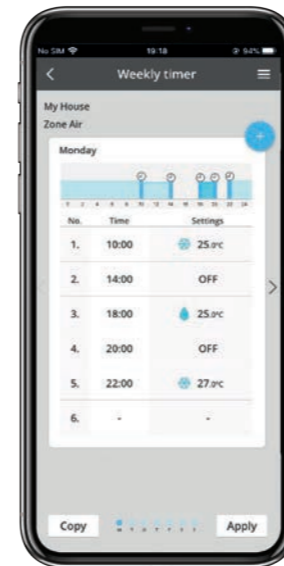 No SIM 19:18 94%
Weekly timer
My House
Zone Air
+
Monday
No. Time Settings
1. 10:00 25.0°C
2. 14:00 OFF
3. 18:00 25.0°C
4. 20:00 OFF
5. 22:00 27.0°C
6. - -
Copy Apply